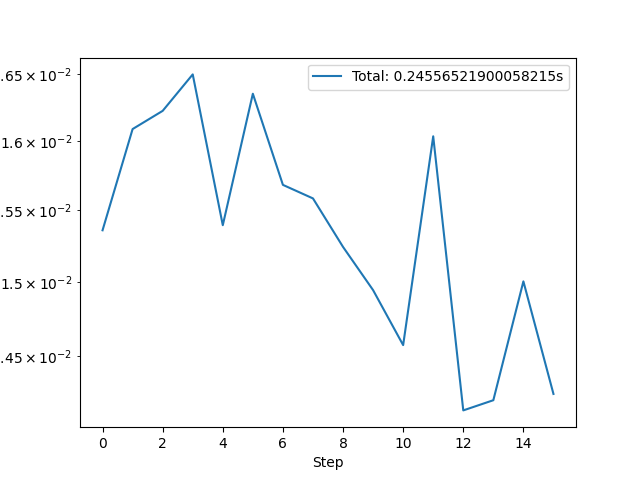 Total: 0.24556521900058215s
.65 × 10⁻²
1.6 × 10⁻²
.55 × 10⁻²
1.5 × 10⁻²
.45 × 10⁻²
0 2 4 6 8 10 12 14
Step